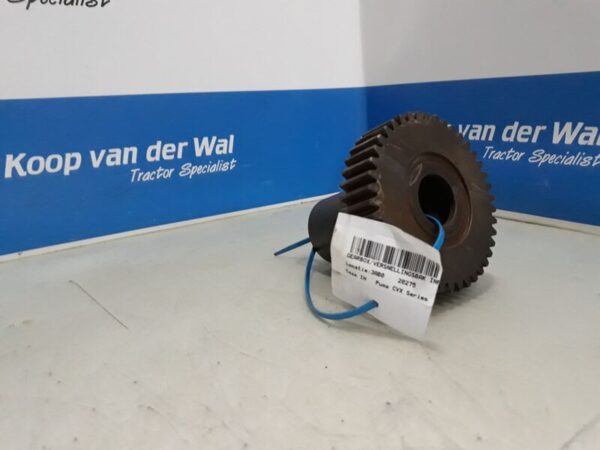 Specialist
Koop van der Wal
Tractor Specialist
van der Wal
Tractor Specialist
GEARBOX/VERSNELLINGSBAK
Locatie: 20275
Case IH Puma CVX Series